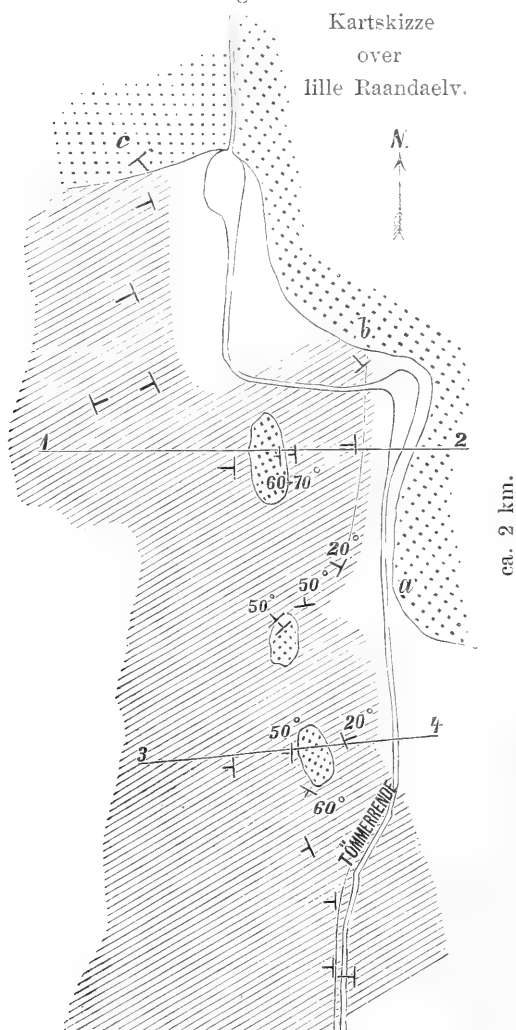 Kartskizze
over
lille Raandaelv.
N.
c
b
1
2
60-70°
ca. 2 km.
20°
50°
50°
a
50°
20°
4
3
60°
TÖMMERRENDE